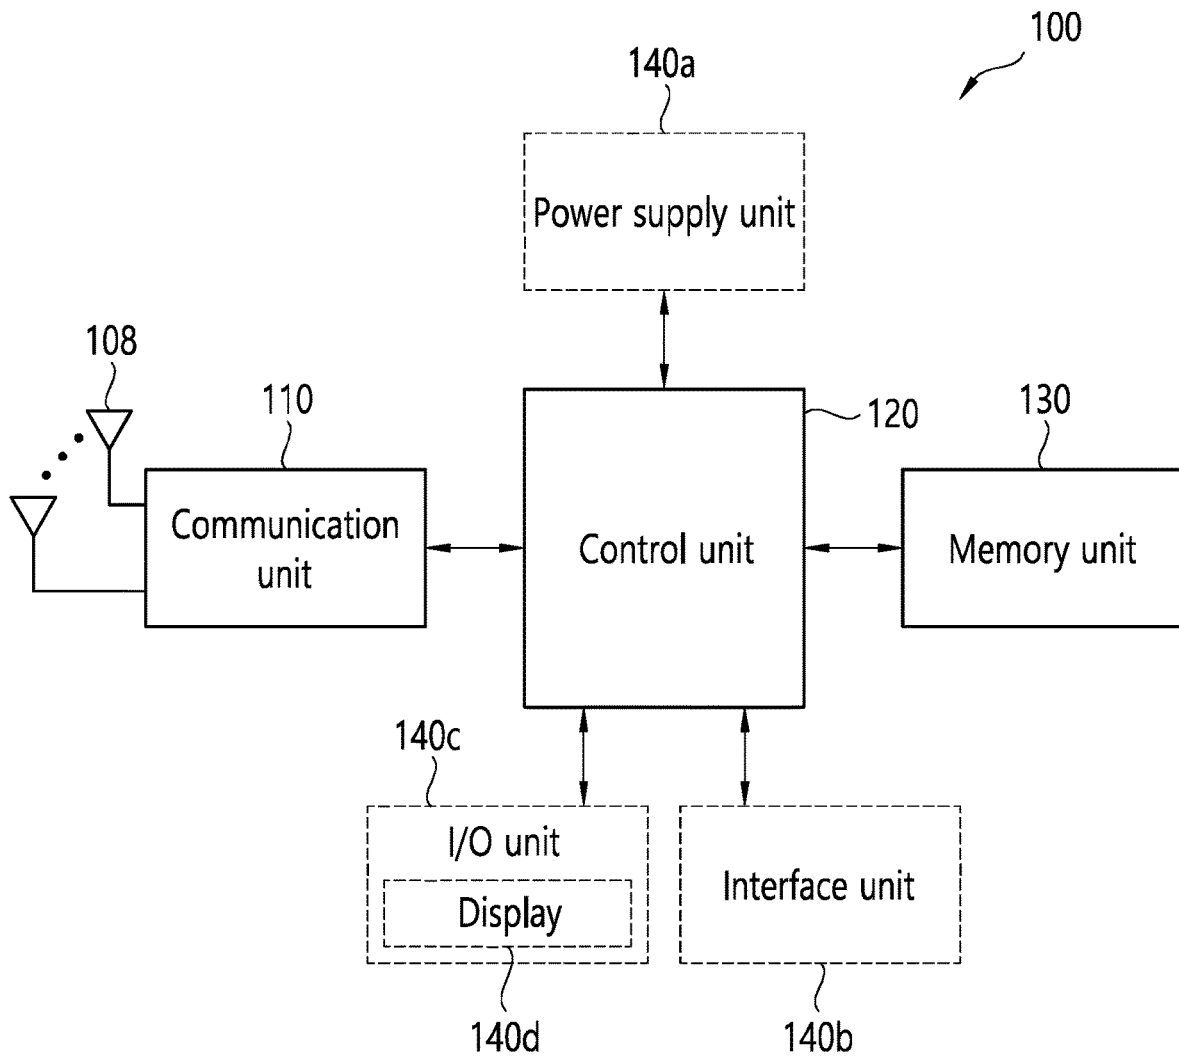 100
140a
Power supply unit
108
110
120
130
Communication
unit
Control unit
Memory unit
140c
I/O unit
Display
Interface unit
140d
140b